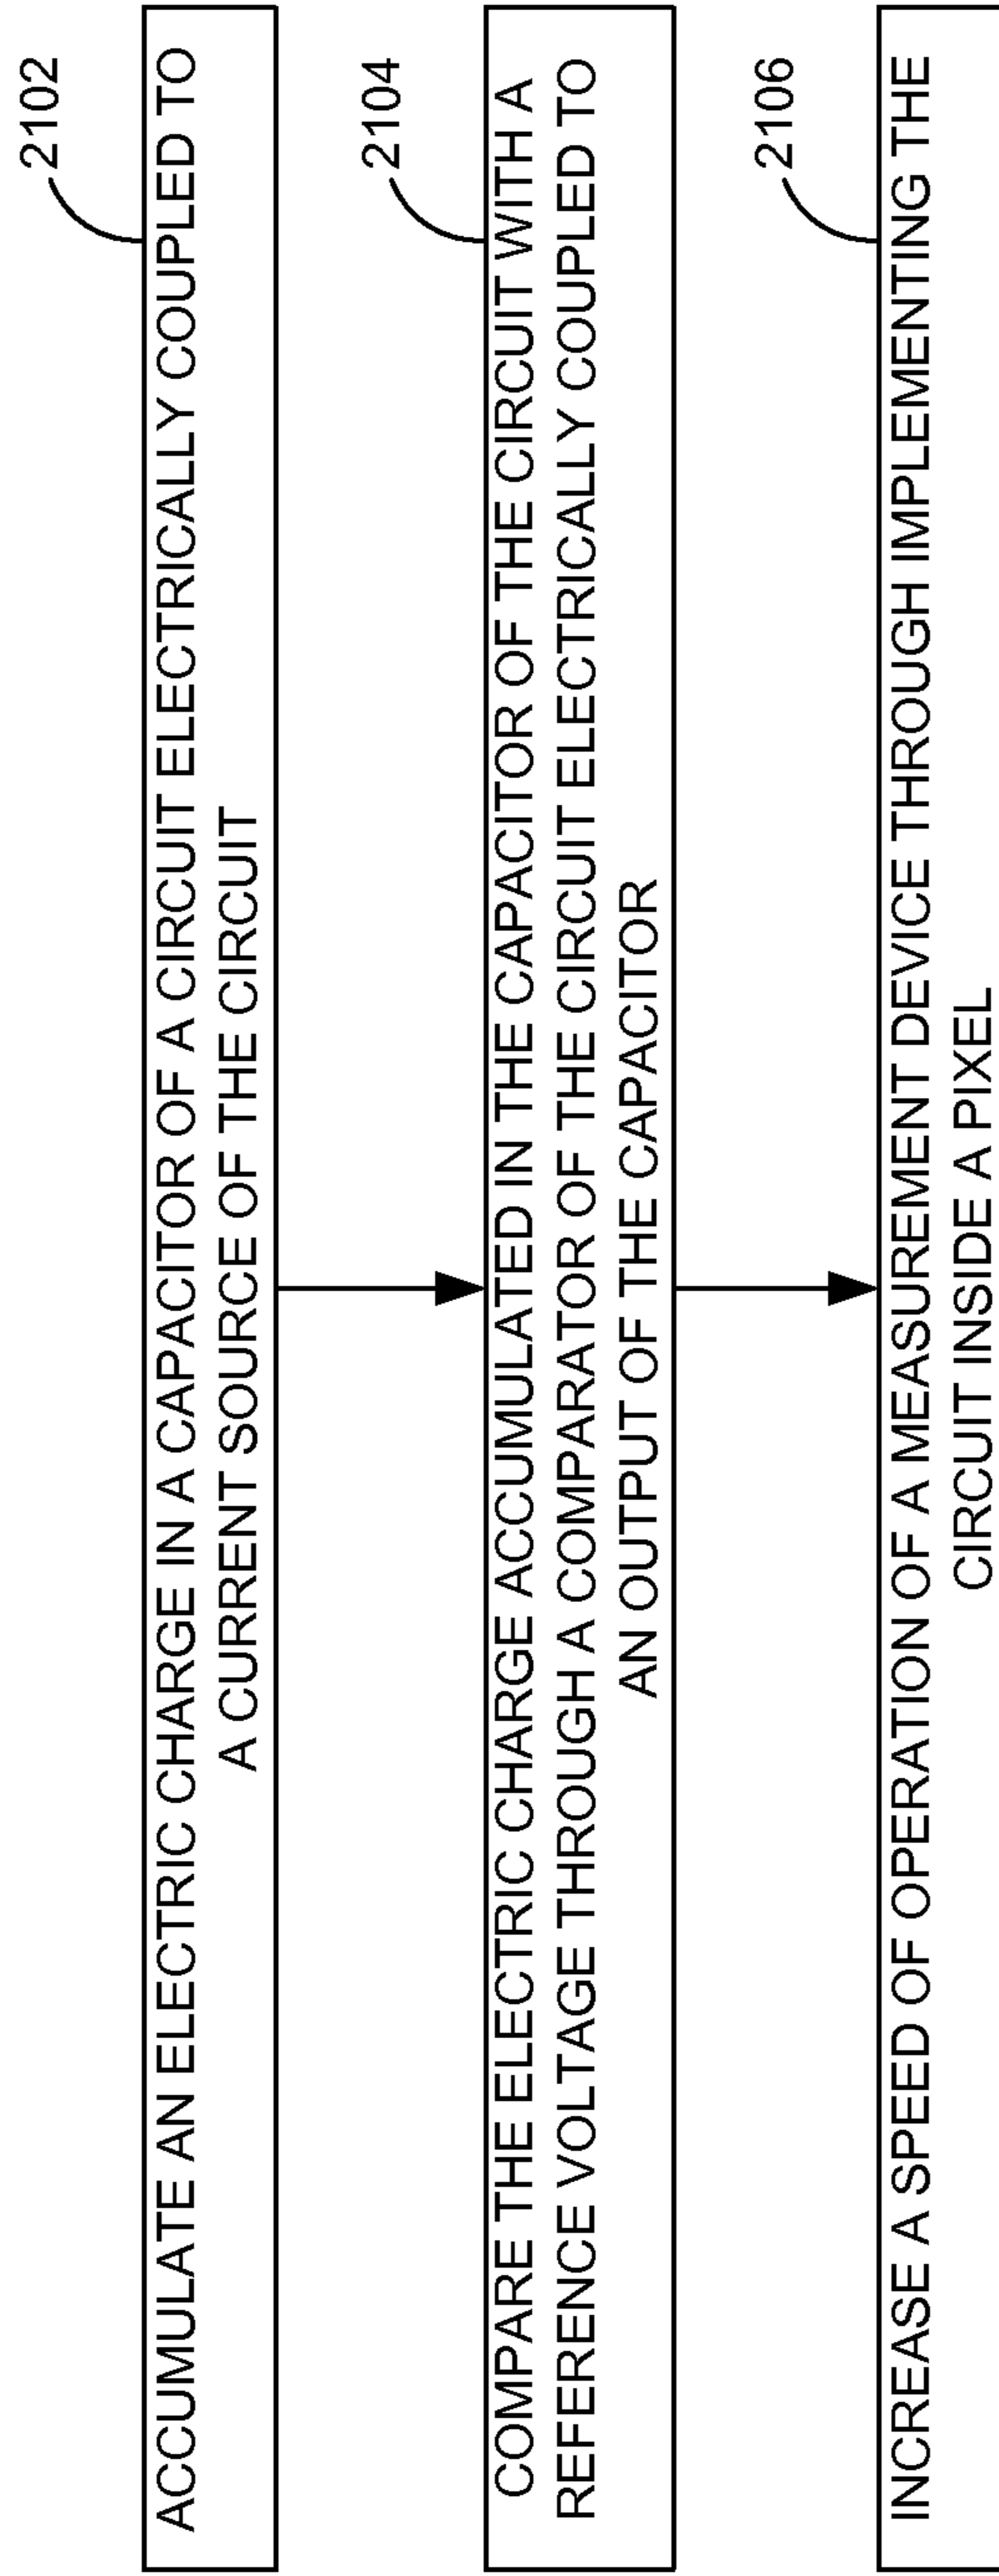 2102
ACCUMULATE AN ELECTRIC CHARGE IN A CAPACITOR OF A CIRCUIT ELECTRICALLY COUPLED TO
A CURRENT SOURCE OF THE CIRCUIT
2104
COMPARE THE ELECTRIC CHARGE ACCUMULATED IN THE CAPACITOR OF THE CIRCUIT WITH A
REFERENCE VOLTAGE THROUGH A COMPARATOR OF THE CIRCUIT ELECTRICALLY COUPLED TO
AN OUTPUT OF THE CAPACITOR
2106
INCREASE A SPEED OF OPERATION OF A MEASUREMENT DEVICE THROUGH IMPLEMENTING THE
CIRCUIT INSIDE A PIXEL